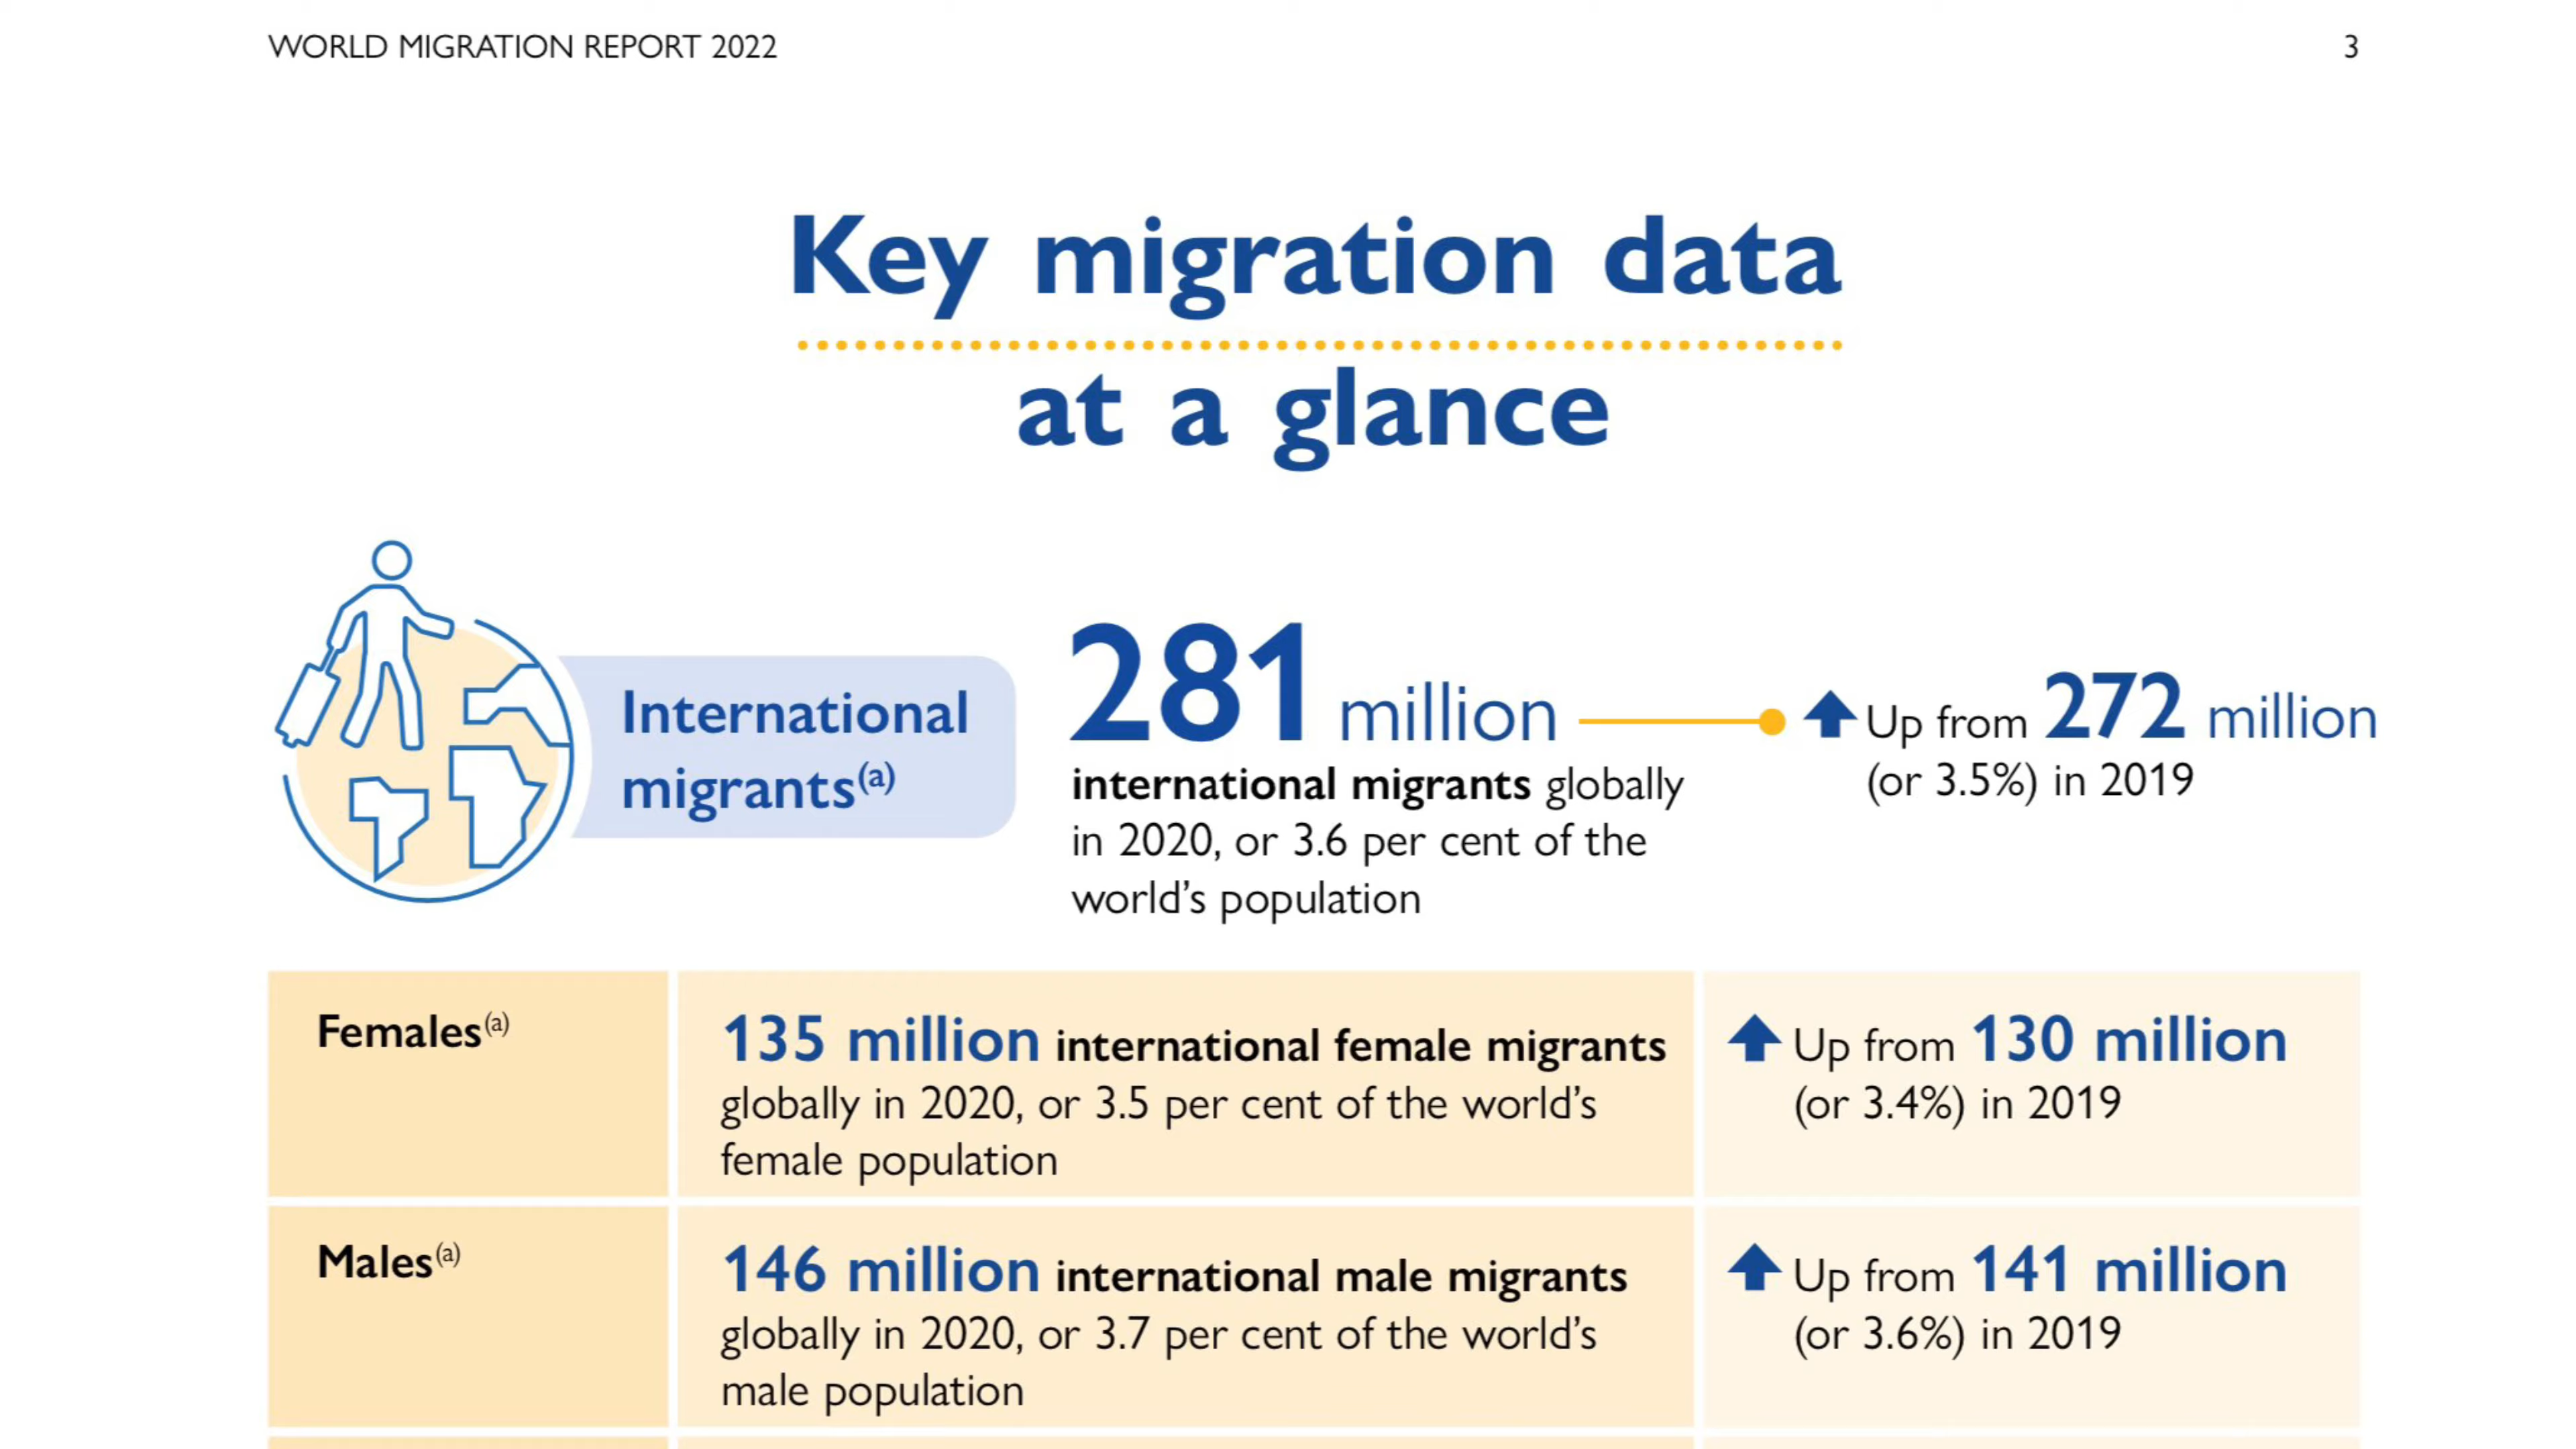 WORLD MIGRATION REPORT 2022
3
Key migration data
at a glance
International
migrants(a)
281 million
international migrants globally
in 2020, or 3.6 per cent of the
world's population
Up from 272 million
(or 3.5%) in 2019
Females(a)
135 million international female migrants
globally in 2020, or 3.5 per cent of the world's
female population
Up from 130 million
(or 3.4%) in 2019
Males(a)
146 million international male migrants
globally in 2020, or 3.7 per cent of the world's
male population
Up from 141 million
(or 3.6%) in 2019